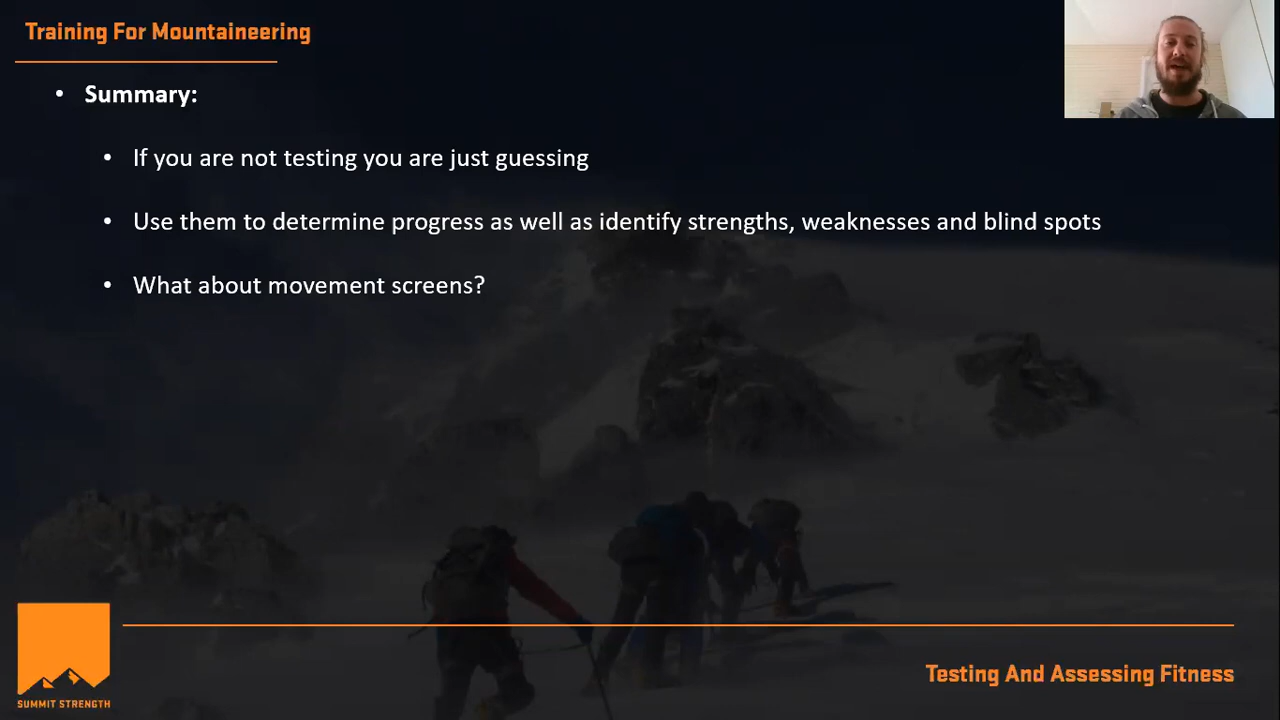 Training For Mountaineering
• Summary:
• If you are not testing you are just guessing
• Use them to determine progress as well as identify strengths, weaknesses and blind spots
• What about movement screens?
SUMMIT STRENGTH
Testing And Assessing Fitness